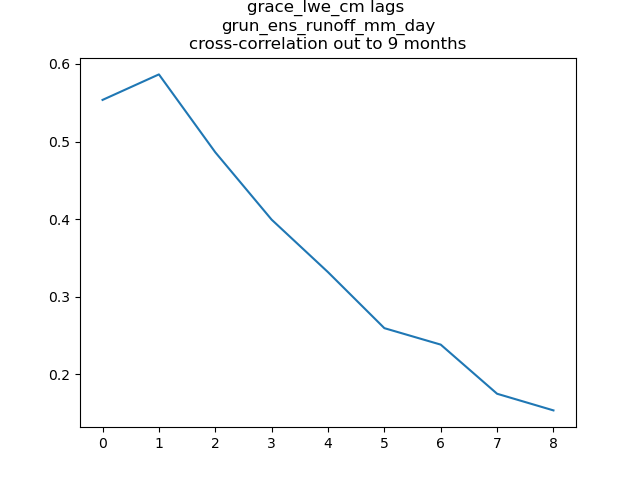 grace_lwe_cm lags
grun_ens_runoff_mm_day
cross-correlation out to 9 months
0.6
0.5
0.4
0.3
0.2
0 1 2 3 4 5 6 7 8